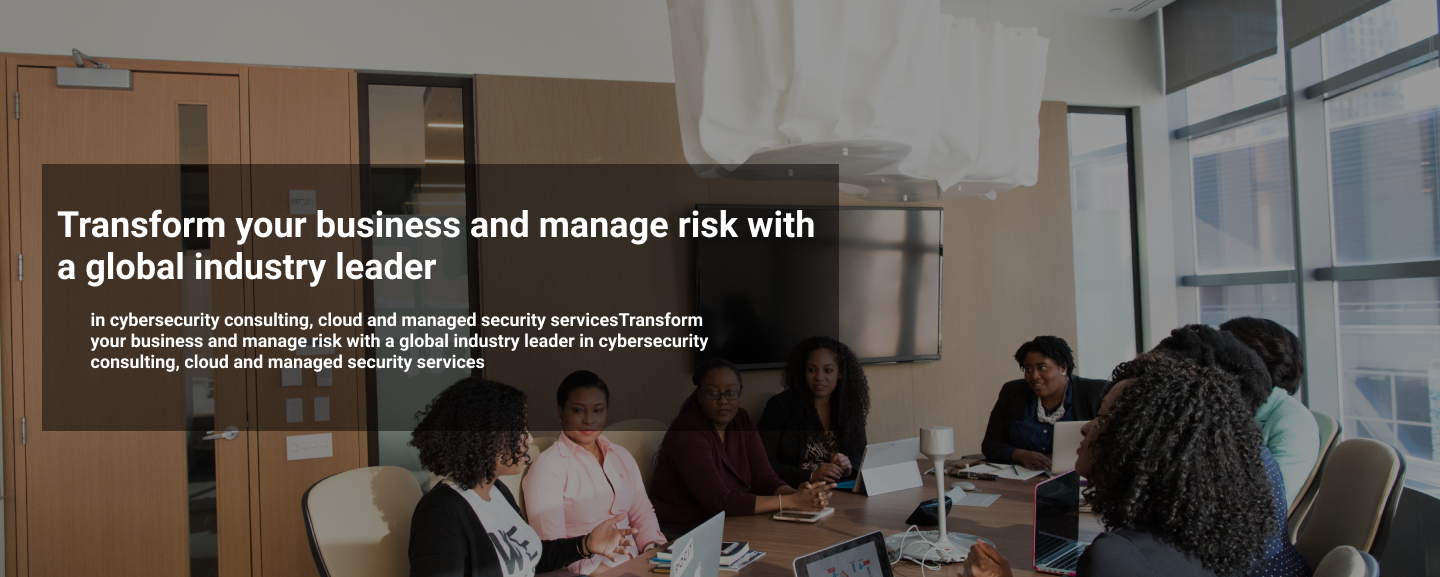 Transform your business and manage risk with
a global industry leader
in cybersecurity consulting, cloud and managed security servicesTransform
your business and manage risk with a global industry leader in cybersecurity
consulting, cloud and managed security services
WE